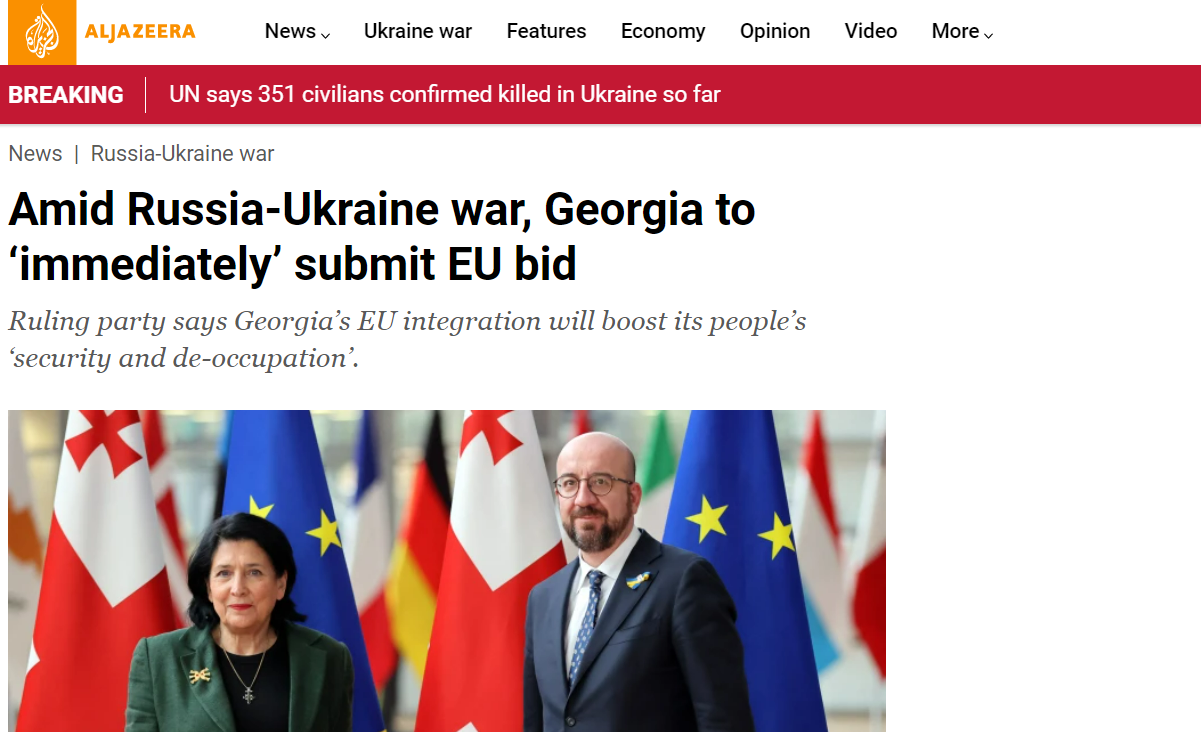 ALJAZEERA
News Ukraine war Features Economy Opinion Video More
BREAKING UN says 351 civilians confirmed killed in Ukraine so far
News | Russia-Ukraine war
Amid Russia-Ukraine war, Georgia to
‘immediately’ submit EU bid
Ruling party says Georgia’s EU integration will boost its people’s
‘security and de-occupation’.